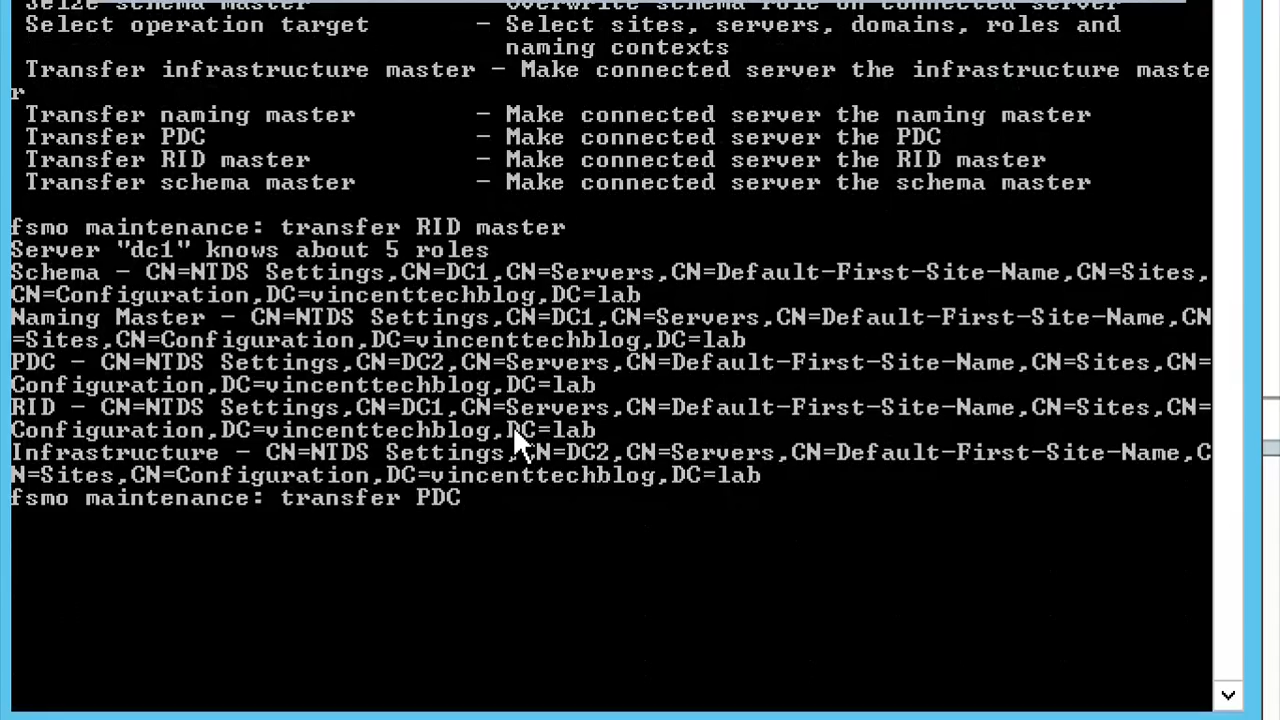 Seize schema master - Overwrite schema role on connected server
Select operation target - Select sites, servers, domains, roles and
naming contexts
Transfer infrastructure master - Make connected server the infrastructure maste
r
Transfer naming master - Make connected server the naming master
Transfer PDC - Make connected server the PDC
Transfer RID master - Make connected server the RID master
Transfer schema master - Make connected server the schema master
fsmo maintenance: transfer RID master
Server "dc1" knows about 5 roles
Schema - CN=NTDS Settings,CN=DC1,CN=Servers,CN=Default-First-Site-Name,CN=Sites,
CN=Configuration,DC=vincenttechblog,DC=lab
Naming Master - CN=NTDS Settings,CN=DC1,CN=Servers,CN=Default-First-Site-Name,CN
=Sites,CN=Configuration,DC=vincenttechblog,DC=lab
PDC - CN=NTDS Settings,CN=DC2,CN=Servers,CN=Default-First-Site-Name,CN=Sites,CN=
Configuration,DC=vincenttechblog,DC=lab
RID - CN=NTDS Settings,CN=DC1,CN=Servers,CN=Default-First-Site-Name,CN=Sites,CN=
Configuration,DC=vincenttechblog,DC=lab
Infrastructure - CN=NTDS Settings,CN=DC2,CN=Servers,CN=Default-First-Site-Name,C
N=Sites,CN=Configuration,DC=vincenttechblog,DC=lab
fsmo maintenance: transfer PDC